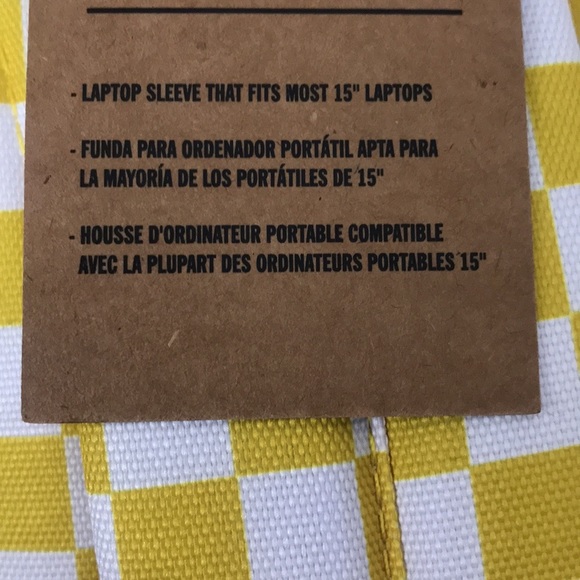 - LAPTOP SLEEVE THAT FITS MOST 15" LAPTOPS
- FUNDA PARA ORDENADOR PORTÁTIL APTA PARA
LA MAYORÍA DE LOS PORTÁTILES DE 15"
- HOUSSE D'ORDINATEUR PORTABLE COMPATIBLE
AVEC LA PLUPART DES ORDINATEURS PORTABLES 15"